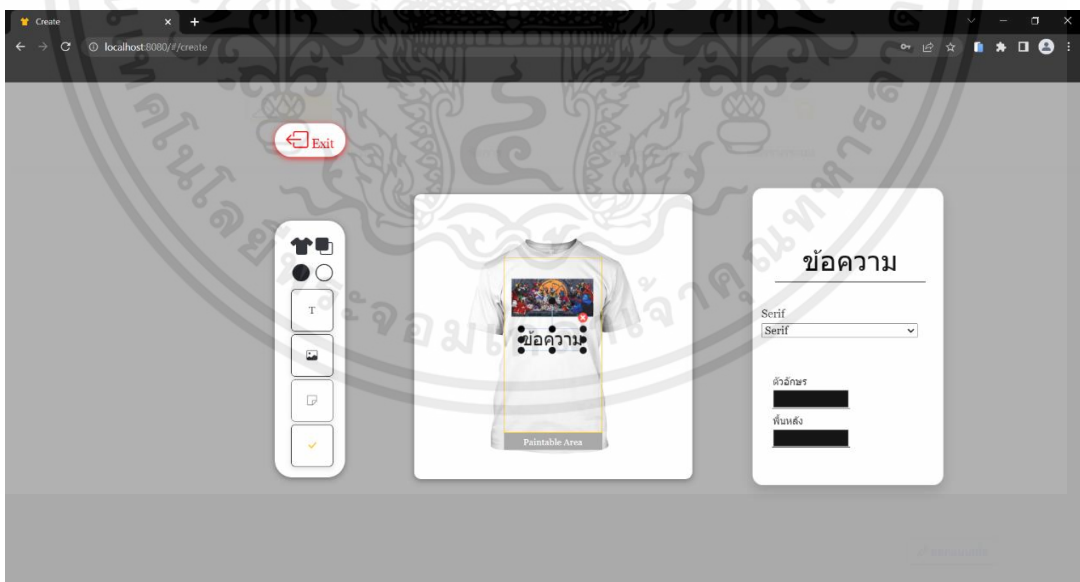 Create
localhost:8080/#/create
Exit
T
ข้อความ
Paintable Area
ข้อความ
Serif
Serif
ตัวอักษร
พื้นหลัง